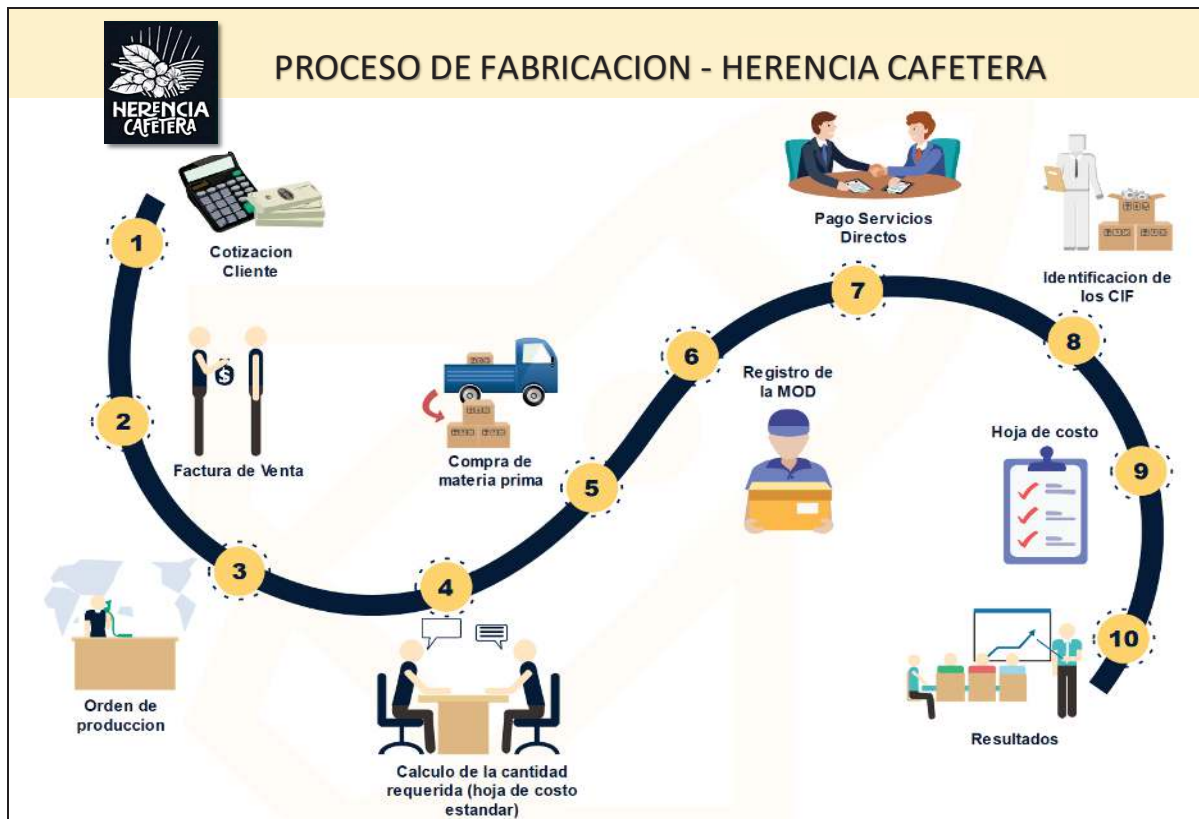 HERENCIA
CAFETERA
PROCESO DE FABRICACION - HERENCIA CAFETERA
1
Cotizacion
Cliente
2
Factura de Venta
3
Orden de
produccion
4
Calculo de la cantidad
requerida (hoja de costo
estandar)
5
Compra de
materia prima
6
Registro de
la MOD
7
Pago Servicios
Directos
8
Identificacion de
los CIF
9
Hoja de costo
10
Resultados
$